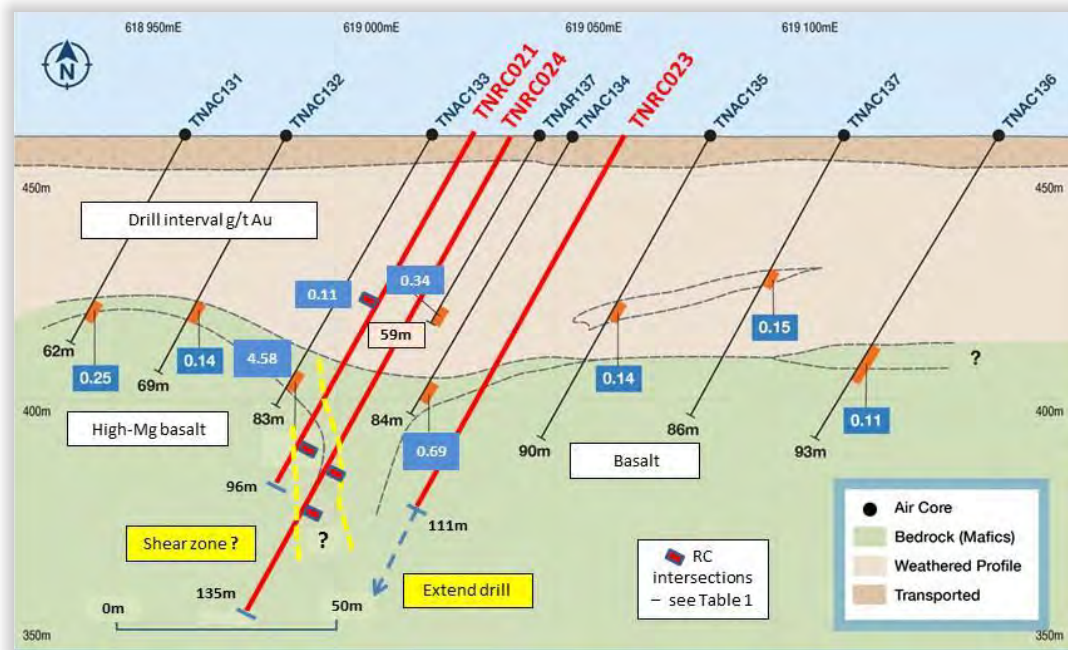 618 950mE
619 000mE
619 050mE
619 100mE
N
TNAC131
TNAC132
TNAC133
TNRC021
TNRC024
TNAR137
TNAC134
TNRC023
TNAC135
TNAC137
TNAC136
450m
450m
Drill interval g/t Au
0.11
0.34
59m
0.15
62m
0.25
69m
0.14
4.58
83m
84m
0.69
0.14
90m
86m
93m
0.11
?
400m
400m
High-Mg basalt
Basalt
96m
111m
Shear zone ?
?
Extend drill
135m
0m
50m
RC
intersections
– see Table 1
Air Core
Bedrock (Mafics)
Weathered Profile
Transported
350m
350m